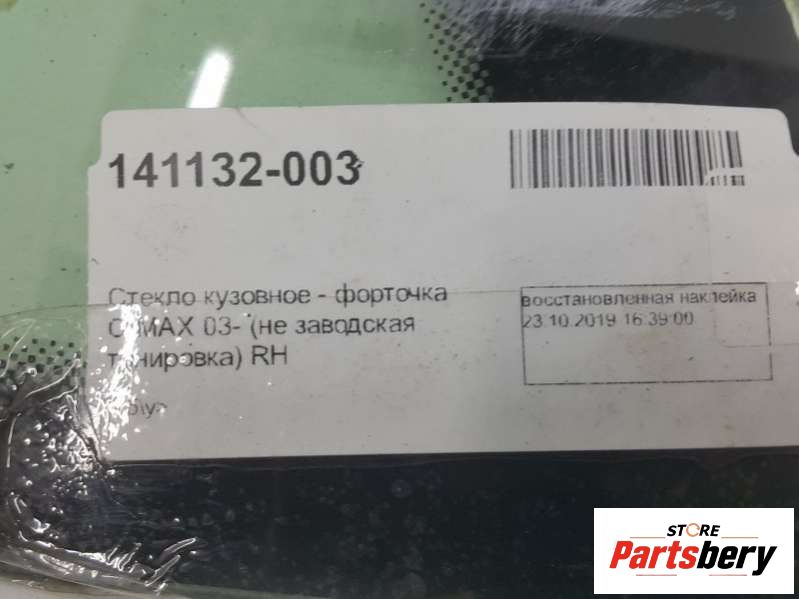 141132-003
Стекло кузовное - форточка
C-MAX 03- (не заводская
тонировка) RH
восстановленная наклейка
23.10.2019 16:39:00
STORE
Partsbery